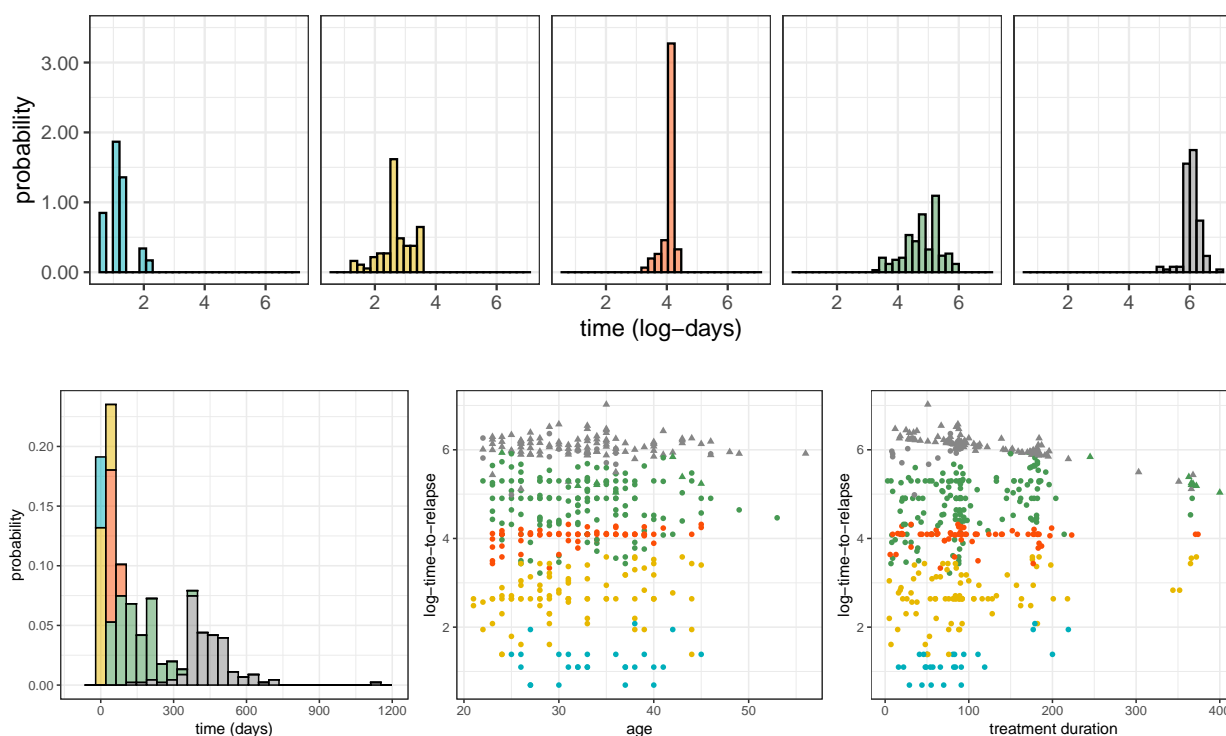 probability
3.00
2.00
1.00
0.00
2 4 6
2 4 6
2 4 6
2 4 6
2 4 6
time (log−days)
probability
0.20
0.15
0.10
0.05
0.00
0 300 600 900 1200
time (days)
log−time−to−relapse
6
4
2
20 30 40 50
age
log−time−to−relapse
6
4
2
0 100 200 300 400
treatment duration